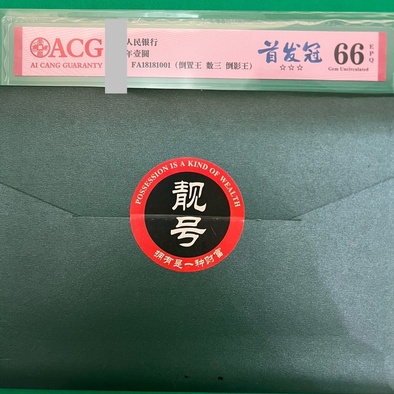 ACG
AI CANG GUARANTY
人民银行
年壹圆
FA18181001（倒置王 数三 倒影王）
首发冠
☆☆☆
66 EPQ
Gem Uncirculated
POSSESSION IS A KIND OF WEALTH
靓号
拥有是一种财富